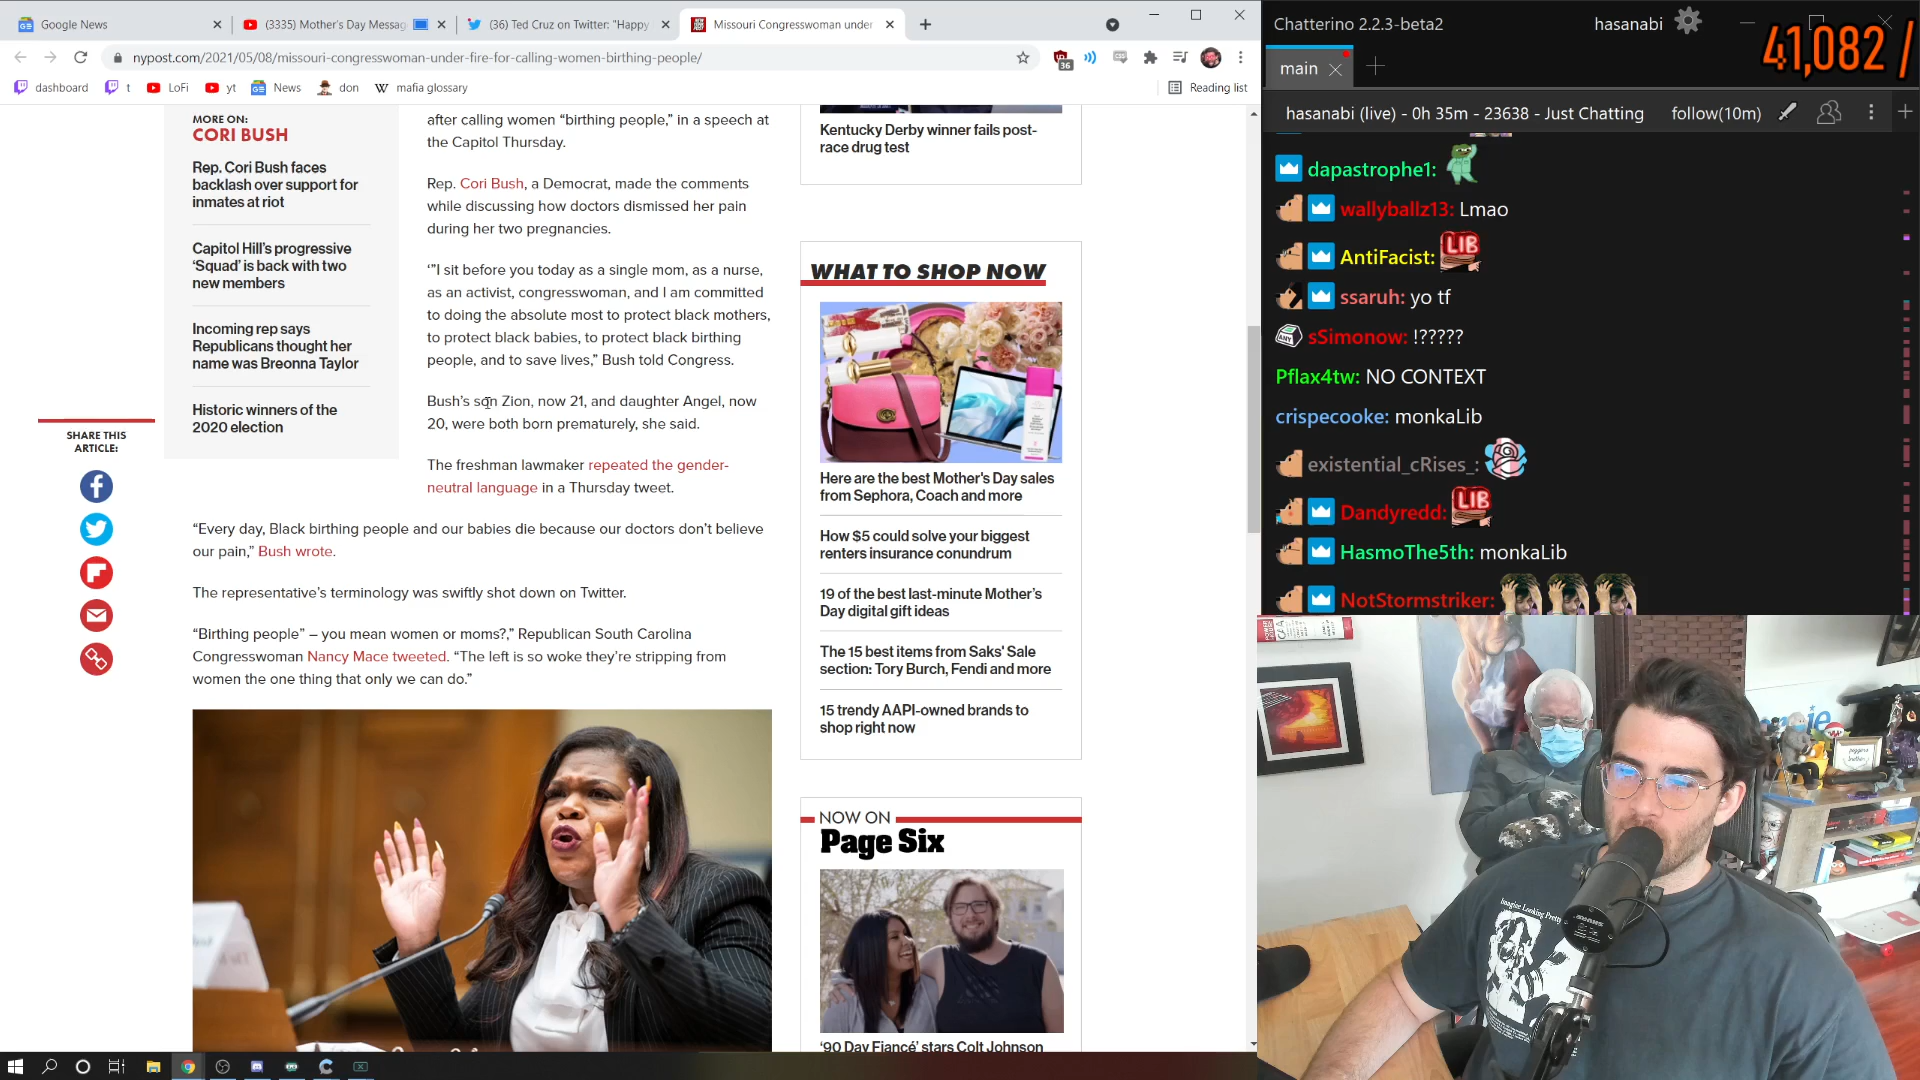 Google News
(3335) Mother's Day Messag
(36) Ted Cruz on Twitter: "Happy
Missouri Congresswoman under
nypost.com/2021/05/08/missouri-congresswoman-under-fire-for-calling-women-birthing-people/
36
dashboard
t
LoFi
yt
News
don
W mafia glossary
Reading list
MORE ON:
CORI BUSH
Rep. Cori Bush faces
backlash over support for
inmates at riot
Capitol Hill's progressive
'Squad' is back with two
new members
Incoming rep says
Republicans thought her
name was Breonna Taylor
Historic winners of the
2020 election
SHARE THIS
ARTICLE:
after calling women “birthing people,” in a speech at
the Capitol Thursday.
Rep. Cori Bush, a Democrat, made the comments
while discussing how doctors dismissed her pain
during her two pregnancies.
‘”I sit before you today as a single mom, as a nurse,
as an activist, congresswoman, and I am committed
to doing the absolute most to protect black mothers,
to protect black babies, to protect black birthing
people, and to save lives,” Bush told Congress.
Bush’s son Zion, now 21, and daughter Angel, now
20, were both born prematurely, she said.
The freshman lawmaker repeated the gender-
neutral language in a Thursday tweet.
“Every day, Black birthing people and our babies die because our doctors don’t believe
our pain,” Bush wrote.
The representative’s terminology was swiftly shot down on Twitter.
“Birthing people” – you mean women or moms?,” Republican South Carolina
Congresswoman Nancy Mace tweeted. “The left is so woke they’re stripping from
women the one thing that only we can do.”
Kentucky Derby winner fails post-
race drug test
WHAT TO SHOP NOW
Here are the best Mother's Day sales
from Sephora, Coach and more
How $5 could solve your biggest
renters insurance conundrum
19 of the best last-minute Mother’s
Day digital gift ideas
The 15 best items from Saks' Sale
section: Tory Burch, Fendi and more
15 trendy AAPI-owned brands to
shop right now
NOW ON
Page Six
‘90 Day Fiancé’ stars Colt Johnson
Chatterino 2.2.3-beta2
hasanabi
41,082 /
main
hasanabi (live) - 0h 35m - 23638 - Just Chatting
follow(10m)
dapastrophe1:
wallyballz13: Lmao
AntiFacist: LIB
ssaruh: yo tf
sSimonow: !?????
Pflax4tw: NO CONTEXT
crispecooke: monkaLib
existential_cRises_:
Dandyredd: LIB
HasmoThe5th: monkaLib
NotStormstriker:
Imagine Looking Pretty